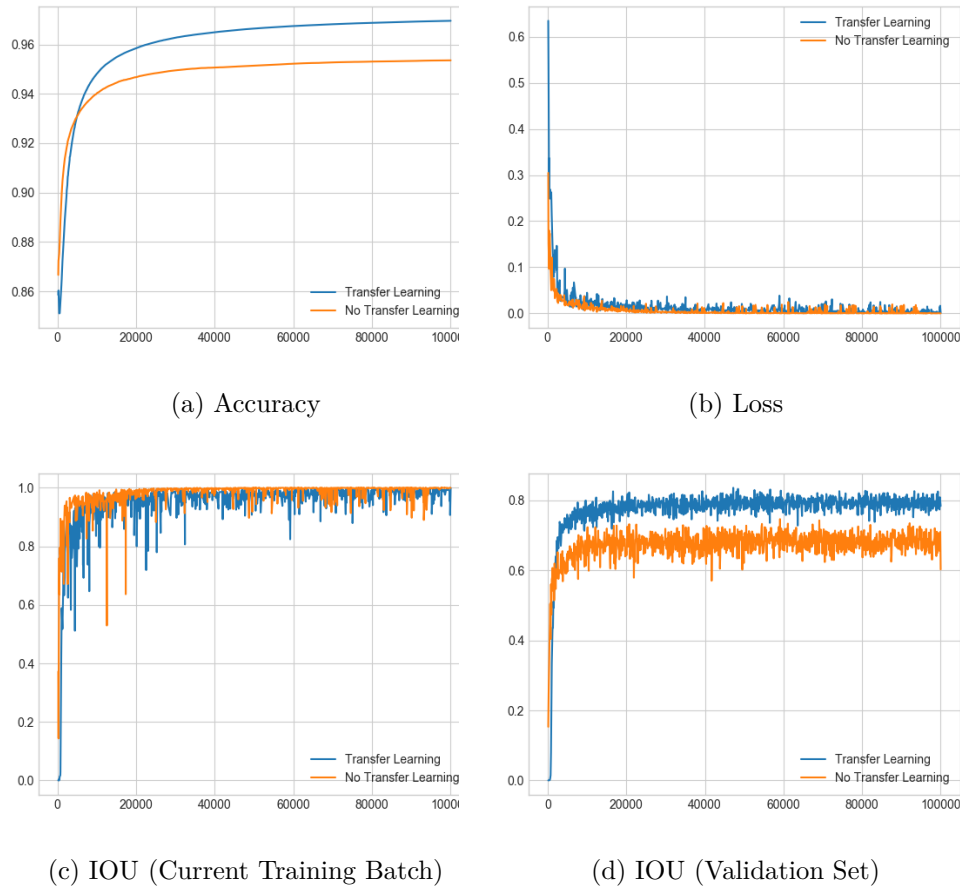 0.96
0.94
0.92
0.90
0.88
0.86
Transfer Learning
No Transfer Learning
0 20000 40000 60000 80000 10000
(a) Accuracy
Transfer Learning
No Transfer Learning
0.6
0.5
0.4
0.3
0.2
0.1
0.0
0 20000 40000 60000 80000 100000
(b) Loss
1.0
0.8
0.6
0.4
0.2
0.0
Transfer Learning
No Transfer Learning
0 20000 40000 60000 80000 1000
(c) IOU (Current Training Batch)
0.8
0.6
0.4
0.2
0.0
Transfer Learning
No Transfer Learning
0 20000 40000 60000 80000 100000
(d) IOU (Validation Set)